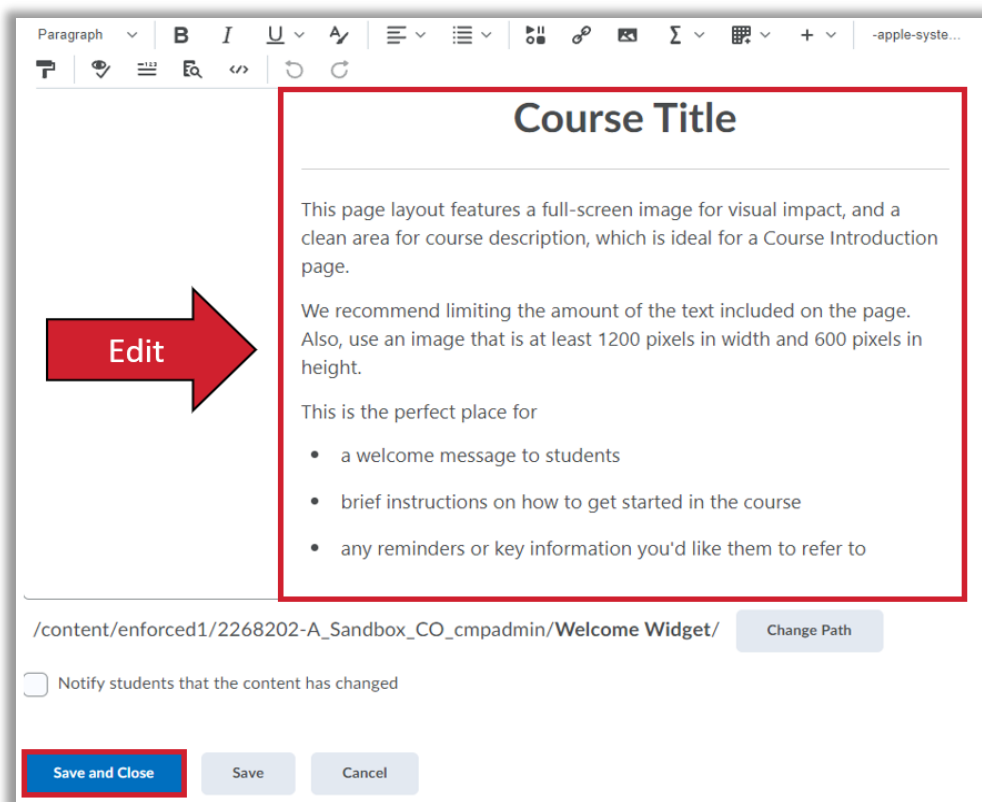 Paragraph
B I U
-apple-syste...
Course Title
This page layout features a full-screen image for visual impact, and a
clean area for course description, which is ideal for a Course Introduction
page.
We recommend limiting the amount of the text included on the page.
Also, use an image that is at least 1200 pixels in width and 600 pixels in
height.
Edit
This is the perfect place for
• a welcome message to students
• brief instructions on how to get started in the course
• any reminders or key information you'd like them to refer to
/content/enforced1/2268202-A_Sandbox_CO_cmpadmin/Welcome Widget/ Change Path
Notify students that the content has changed
Save and Close Save Cancel